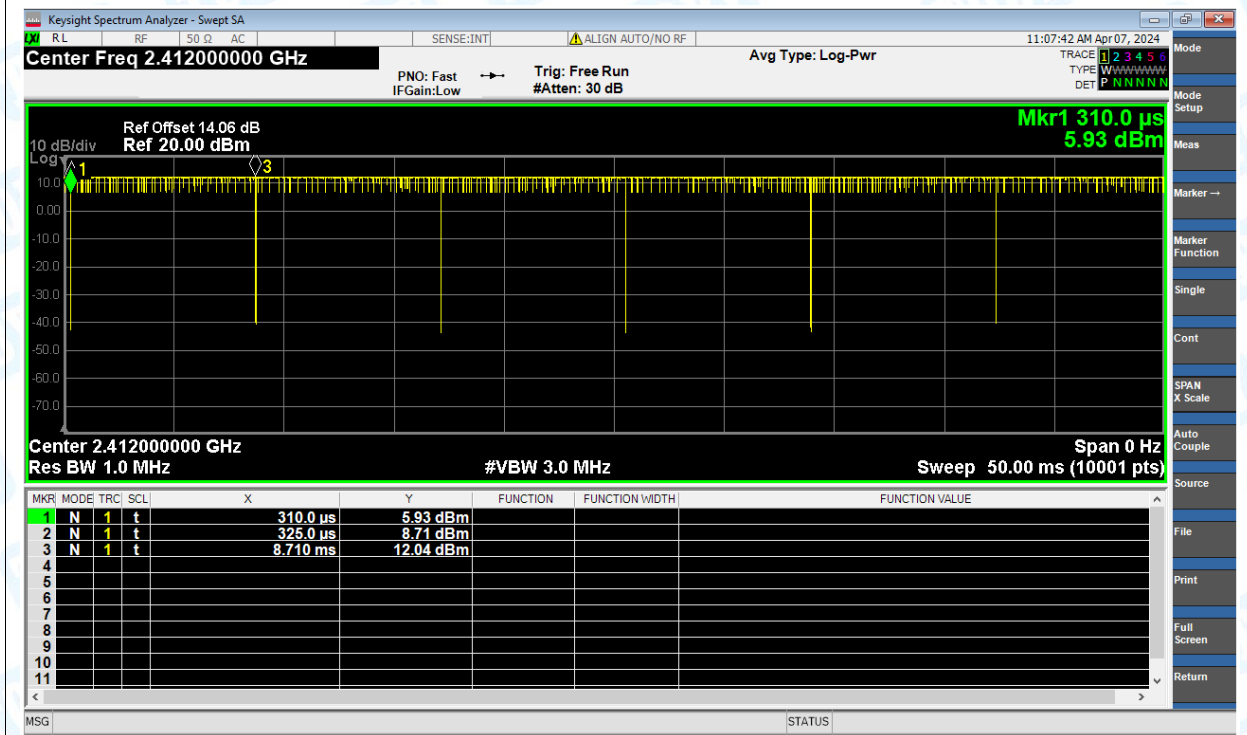 Keysight Spectrum Analyzer - Swept SA
LXI RL RF 50 Ω AC SENSE:INT ALIGN AUTO/NO RF 11:07:42 AM Apr 07, 2024
Center Freq 2.412000000 GHz
PNO: Fast
IFGain:Low
Trig: Free Run
#Atten: 30 dB
Avg Type: Log-Pwr
TRACE 1 2 3 4 5 6
TYPE WWWWWW
DET P N N N N N
Ref Offset 14.06 dB
10 dB/div Ref 20.00 dBm
Log
Mkr1 310.0 µs
5.93 dBm
1
3
10.0
0.00
-10.0
-20.0
-30.0
-40.0
-50.0
-60.0
-70.0
Center 2.412000000 GHz Span 0 Hz
Res BW 1.0 MHz #VBW 3.0 MHz Sweep 50.00 ms (10001 pts)
MKR MODE TRC SCL X Y FUNCTION FUNCTION WIDTH FUNCTION VALUE
1 N 1 t 310.0 µs 5.93 dBm
2 N 1 t 325.0 µs 8.71 dBm
3 N 1 t 8.710 ms 12.04 dBm
4
5
6
7
8
9
10
11
MSG STATUS
Mode
Mode
Setup
Meas
Marker →
Marker
Function
Single
Cont
SPAN
X Scale
Auto
Couple
Source
File
Print
Full
Screen
Return